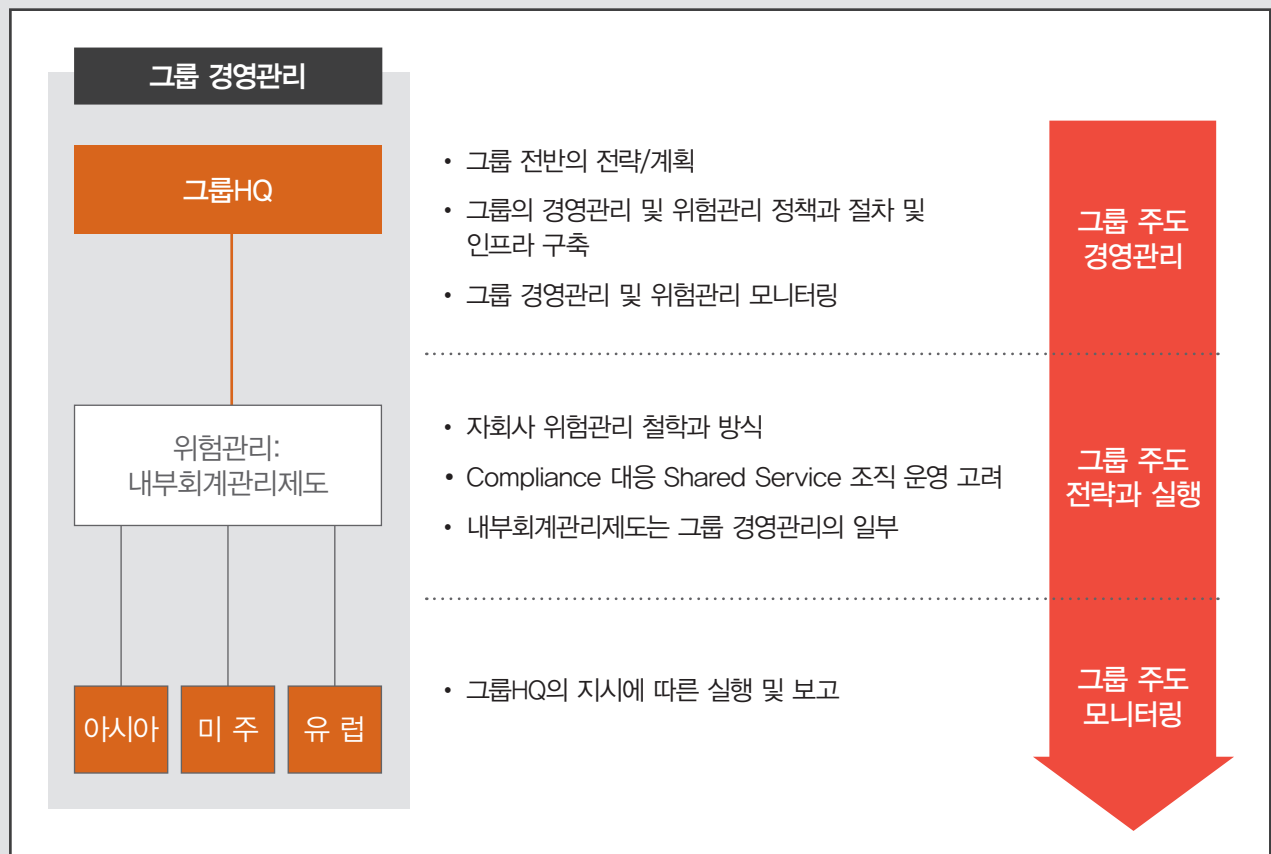 그룹 경영관리
그룹HQ
• 그룹 전반의 전략/계획
• 그룹의 경영관리 및 위험관리 정책과 절차 및
인프라 구축
• 그룹 경영관리 및 위험관리 모니터링
그룹 주도
경영관리
위험관리:
내부회계관리제도
• 자회사 위험관리 철학과 방식
• Compliance 대응 Shared Service 조직 운영 고려
• 내부회계관리제도는 그룹 경영관리의 일부
그룹 주도
전략과 실행
아시아
미 주
유 럽
• 그룹HQ의 지시에 따른 실행 및 보고
그룹 주도
모니터링